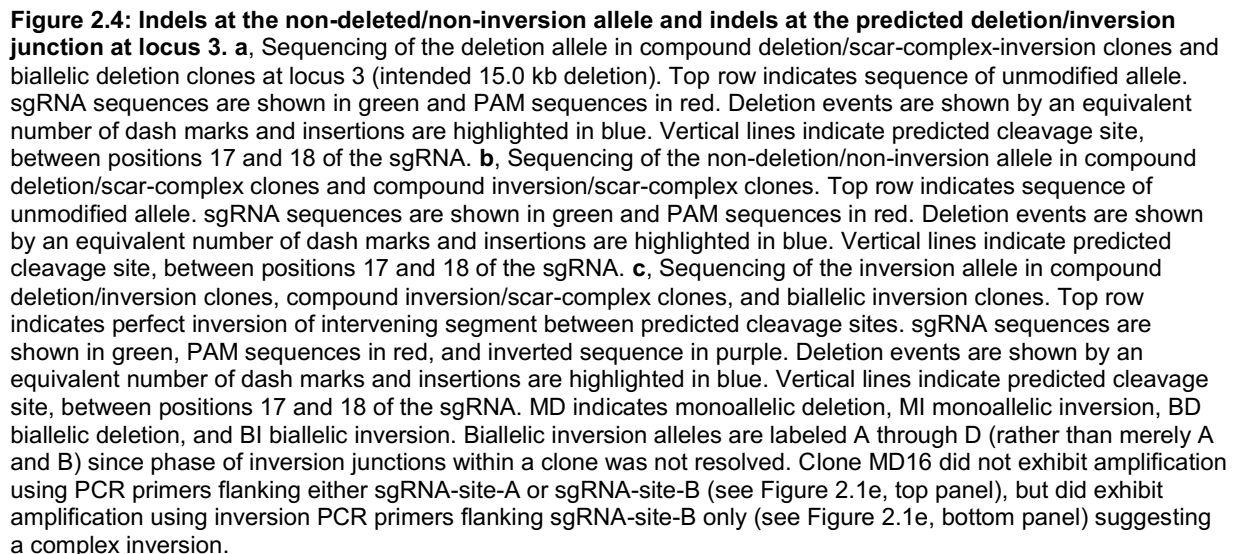 Figure 2.4: Indels at the non-deleted/non-inversion allele and indels at the predicted deletion/inversion
junction at locus 3. a, Sequencing of the deletion allele in compound deletion/scar-complex-inversion clones and
biallelic deletion clones at locus 3 (intended 15.0 kb deletion). Top row indicates sequence of unmodified allele.
sgRNA sequences are shown in green and PAM sequences in red. Deletion events are shown by an equivalent
number of dash marks and insertions are highlighted in blue. Vertical lines indicate predicted cleavage site,
between positions 17 and 18 of the sgRNA. b, Sequencing of the non-deletion/non-inversion allele in compound
deletion/scar-complex clones and compound inversion/scar-complex clones. Top row indicates sequence of
unmodified allele. sgRNA sequences are shown in green and PAM sequences in red. Deletion events are shown
by an equivalent number of dash marks and insertions are highlighted in blue. Vertical lines indicate predicted
cleavage site, between positions 17 and 18 of the sgRNA. c, Sequencing of the inversion allele in compound
deletion/inversion clones, compound inversion/scar-complex clones, and biallelic inversion clones. Top row
indicates perfect inversion of intervening segment between predicted cleavage sites. sgRNA sequences are
shown in green, PAM sequences in red, and inverted sequence in purple. Deletion events are shown by an
equivalent number of dash marks and insertions are highlighted in blue. Vertical lines indicate predicted cleavage
site, between positions 17 and 18 of the sgRNA. MD indicates monoallelic deletion, MI monoallelic inversion, BD
biallelic deletion, and BI biallelic inversion. Biallelic inversion alleles are labeled A through D (rather than merely A
and B) since phase of inversion junctions within a clone was not resolved. Clone MD16 did not exhibit amplification
using PCR primers flanking either sgRNA-site-A or sgRNA-site-B (see Figure 2.1e, top panel), but did exhibit
amplification using inversion PCR primers flanking sgRNA-site-B only (see Figure 2.1e, bottom panel) suggesting
a complex inversion.